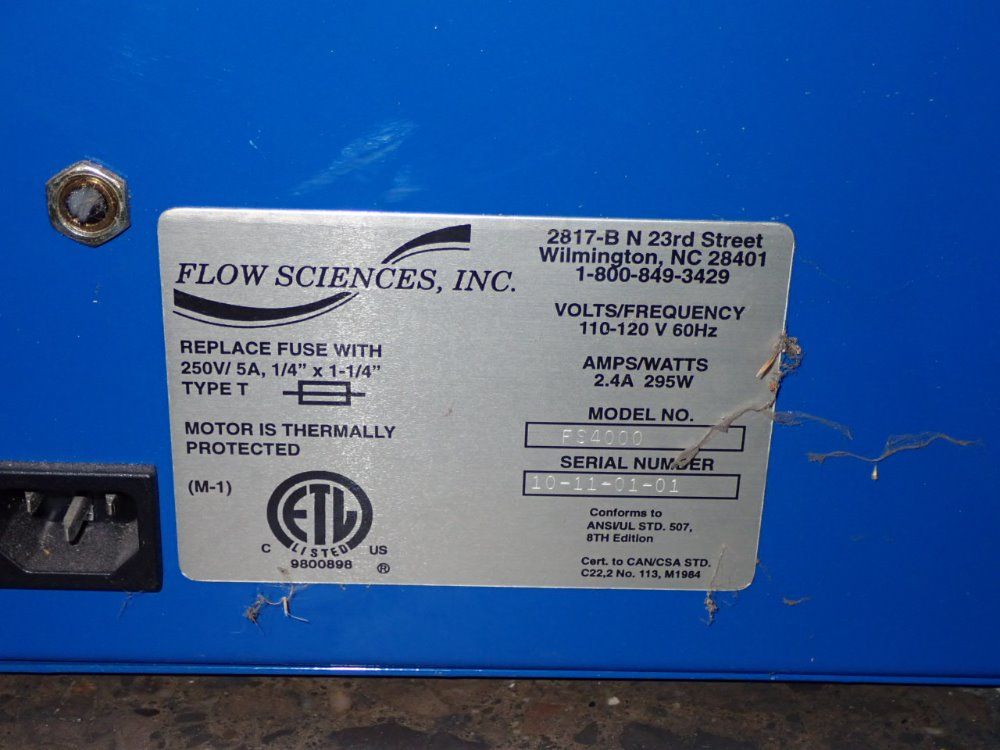 FLOW SCIENCES, INC.
2817-B N 23rd Street
Wilmington, NC 28401
1-800-849-3429
VOLTS/FREQUENCY
110-120 V 60Hz
AMPS/WATTS
2.4A 295W
MODEL NO.
FS4000
SERIAL NUMBER
10-11-01-01
Conforms to
ANSI/UL STD. 507,
8TH Edition
Cert. to CAN/CSA STD.
C22,2 No. 113, M1984
REPLACE FUSE WITH
250V/ 5A, 1/4" x 1-1/4"
TYPE T
MOTOR IS THERMALLY
PROTECTED
(M-1)
ETL
C LISTED US
9800898 ®